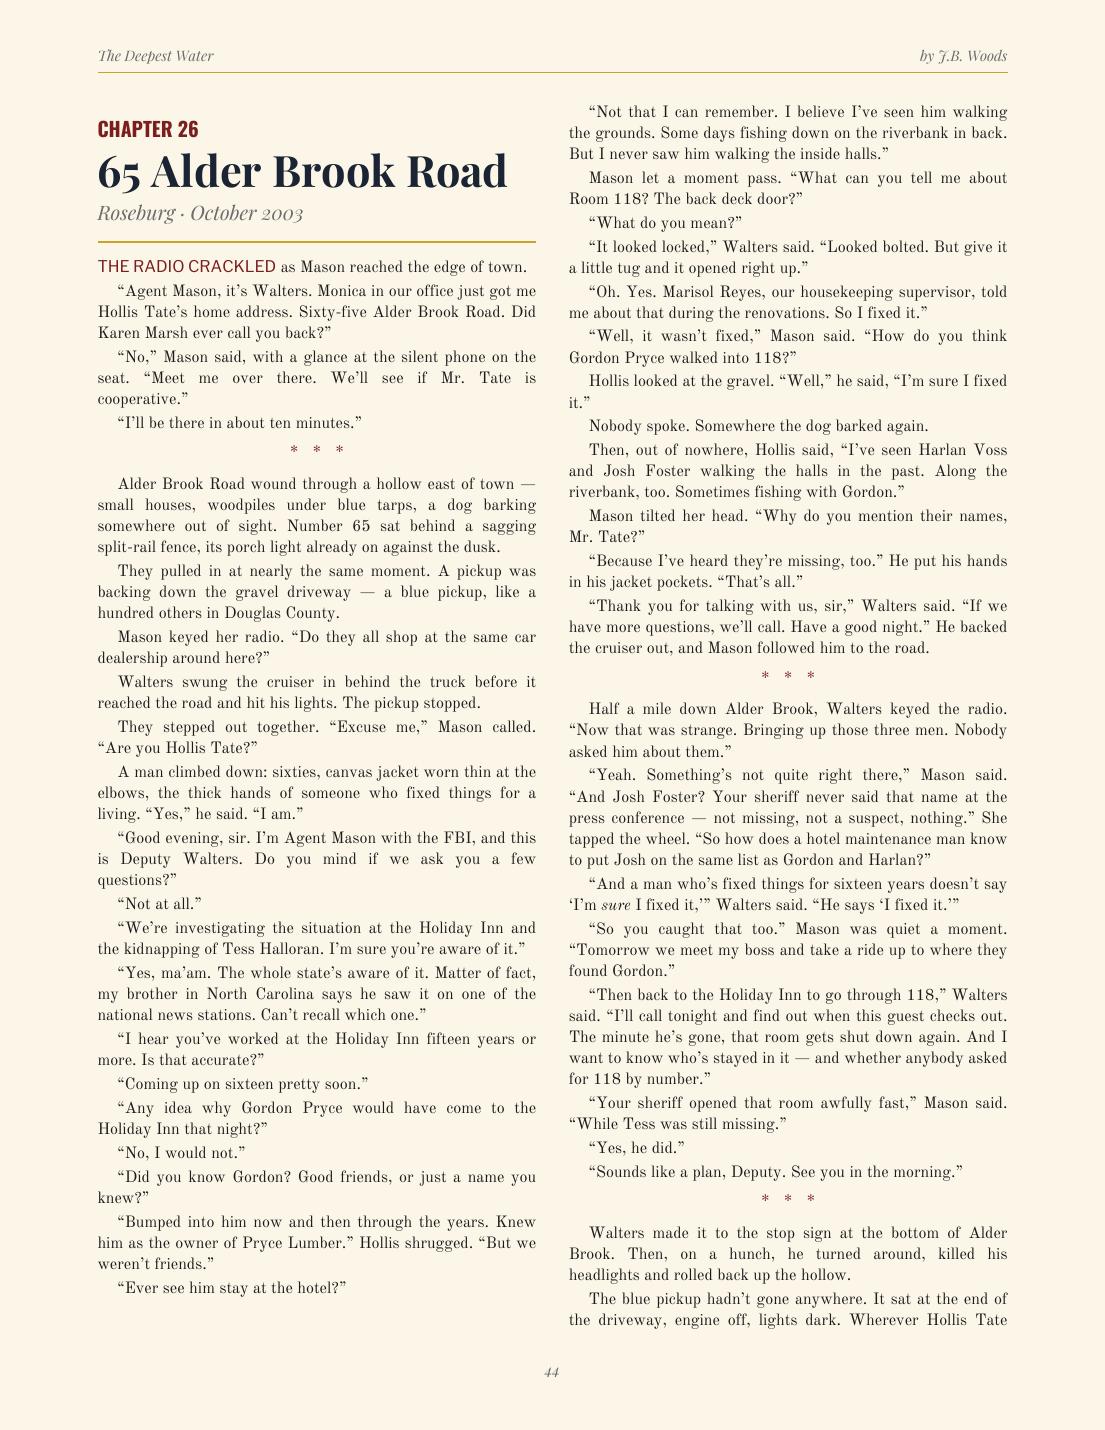 The Deepest Water
by J.B. Woods
CHAPTER 26
65 Alder Brook Road
Roseburg · October 2003
THE RADIO CRACKLED as Mason reached the edge of town.
“Agent Mason, it’s Walters. Monica in our office just got me
Hollis Tate’s home address. Sixty-five Alder Brook Road. Did
Karen Marsh ever call you back?”
“No,” Mason said, with a glance at the silent phone on the
seat. “Meet me over there. We’ll see if Mr. Tate is
cooperative.”
“I’ll be there in about ten minutes.”
* * *
Alder Brook Road wound through a hollow east of town —
small houses, woodpiles under blue tarps, a dog barking
somewhere out of sight. Number 65 sat behind a sagging
split-rail fence, its porch light already on against the dusk.
They pulled in at nearly the same moment. A pickup was
backing down the gravel driveway — a blue pickup, like a
hundred others in Douglas County.
Mason keyed her radio. “Do they all shop at the same car
dealership around here?”
Walters swung the cruiser in behind the truck before it
reached the road and hit his lights. The pickup stopped.
They stepped out together. “Excuse me,” Mason called.
“Are you Hollis Tate?”
A man climbed down: sixties, canvas jacket worn thin at the
elbows, the thick hands of someone who fixed things for a
living. “Yes,” he said. “I am.”
“Good evening, sir. I’m Agent Mason with the FBI, and this
is Deputy Walters. Do you mind if we ask you a few
questions?”
“Not at all.”
“We’re investigating the situation at the Holiday Inn and
the kidnapping of Tess Halloran. I’m sure you’re aware of it.”
“Yes, ma’am. The whole state’s aware of it. Matter of fact,
my brother in North Carolina says he saw it on one of the
national news stations. Can’t recall which one.”
“I hear you’ve worked at the Holiday Inn fifteen years or
more. Is that accurate?”
“Coming up on sixteen pretty soon.”
“Any idea why Gordon Pryce would have come to the
Holiday Inn that night?”
“No, I would not.”
“Did you know Gordon? Good friends, or just a name you
knew?”
“Bumped into him now and then through the years. Knew
him as the owner of Pryce Lumber.” Hollis shrugged. “But we
weren’t friends.”
“Ever see him stay at the hotel?”
“Not that I can remember. I believe I’ve seen him walking
the grounds. Some days fishing down on the riverbank in back.
But I never saw him walking the inside halls.”
Mason let a moment pass. “What can you tell me about
Room 118? The back deck door?”
“What do you mean?”
“It looked locked,” Walters said. “Looked bolted. But give it
a little tug and it opened right up.”
“Oh. Yes. Marisol Reyes, our housekeeping supervisor, told
me about that during the renovations. So I fixed it.”
“Well, it wasn’t fixed,” Mason said. “How do you think
Gordon Pryce walked into 118?”
Hollis looked at the gravel. “Well,” he said, “I’m sure I fixed
it.”
Nobody spoke. Somewhere the dog barked again.
Then, out of nowhere, Hollis said, “I’ve seen Harlan Voss
and Josh Foster walking the halls in the past. Along the
riverbank, too. Sometimes fishing with Gordon.”
Mason tilted her head. “Why do you mention their names,
Mr. Tate?”
“Because I’ve heard they’re missing, too.” He put his hands
in his jacket pockets. “That’s all.”
“Thank you for talking with us, sir,” Walters said. “If we
have more questions, we’ll call. Have a good night.” He backed
the cruiser out, and Mason followed him to the road.
* * *
Half a mile down Alder Brook, Walters keyed the radio.
“Now that was strange. Bringing up those three men. Nobody
asked him about them.”
“Yeah. Something’s not quite right there,” Mason said.
“And Josh Foster? Your sheriff never said that name at the
press conference — not missing, not a suspect, nothing.” She
tapped the wheel. “So how does a hotel maintenance man know
to put Josh on the same list as Gordon and Harlan?”
“And a man who’s fixed things for sixteen years doesn’t say
‘I’m sure I fixed it,’” Walters said. “He says ‘I fixed it.’”
“So you caught that too.” Mason was quiet a moment.
“Tomorrow we meet my boss and take a ride up to where they
found Gordon.”
“Then back to the Holiday Inn to go through 118,” Walters
said. “I’ll call tonight and find out when this guest checks out.
The minute he’s gone, that room gets shut down again. And I
want to know who’s stayed in it — and whether anybody asked
for 118 by number.”
“Your sheriff opened that room awfully fast,” Mason said.
“While Tess was still missing.”
“Yes, he did.”
“Sounds like a plan, Deputy. See you in the morning.”
* * *
Walters made it to the stop sign at the bottom of Alder
Brook. Then, on a hunch, he turned around, killed his
headlights and rolled back up the hollow.
The blue pickup hadn’t gone anywhere. It sat at the end of
the driveway, engine off, lights dark. Wherever Hollis Tate
44